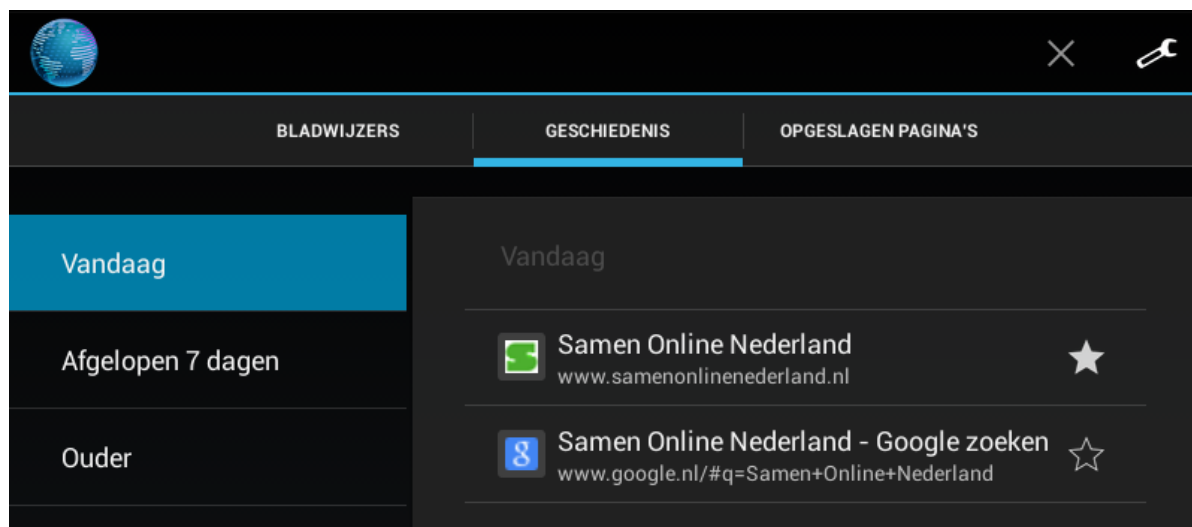 BLADWIJZERS
GESCHIEDENIS
OPGESLAGEN PAGINA'S
Vandaag
Afgelopen 7 dagen
Ouder
Vandaag
Samen Online Nederland
www.samenonlinenederland.nl
Samen Online Nederland - Google zoeken
www.google.nl/#q=Samen+Online+Nederland